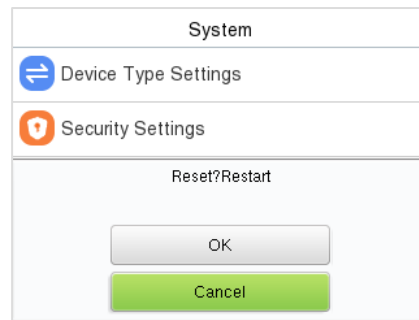 System
Device Type Settings
Security Settings
Reset?Restart
OK
Cancel